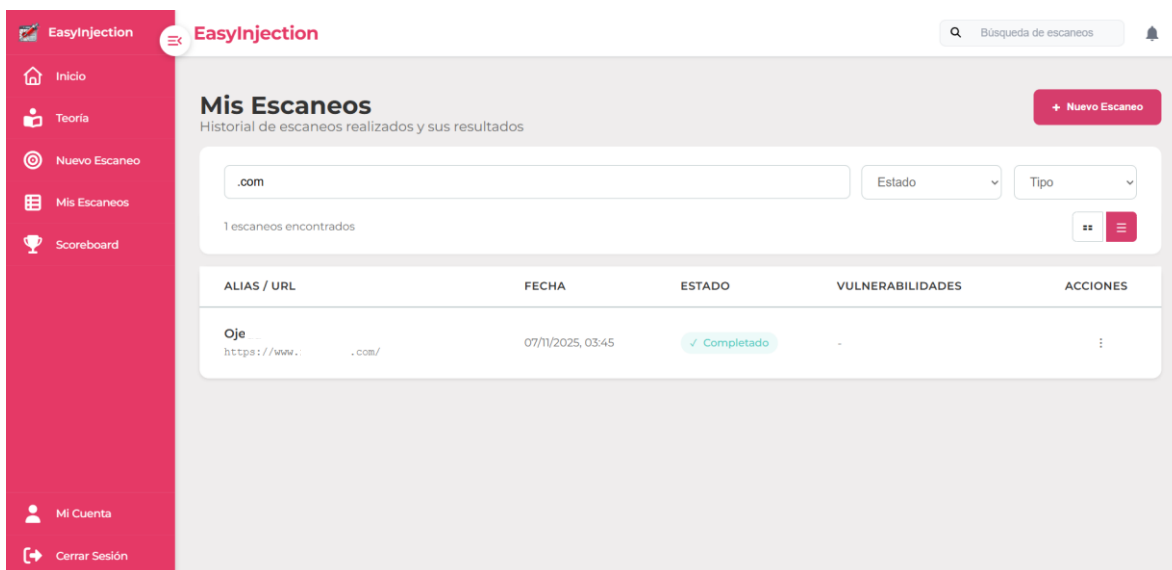 EasyInjection
EasyInjection
Búsqueda de escaneos
Inicio
Teoría
Nuevo Escaneo
Mis Escaneos
Scoreboard
Mi Cuenta
Cerrar Sesión
Mis Escaneos
+ Nuevo Escaneo
Historial de escaneos realizados y sus resultados
.com
Estado
Tipo
1 escaneos encontrados
ALIAS / URL FECHA ESTADO VULNERABILIDADES ACCIONES
Oje
07/11/2025, 03:45 ✓ Completado -
https://www. .com/